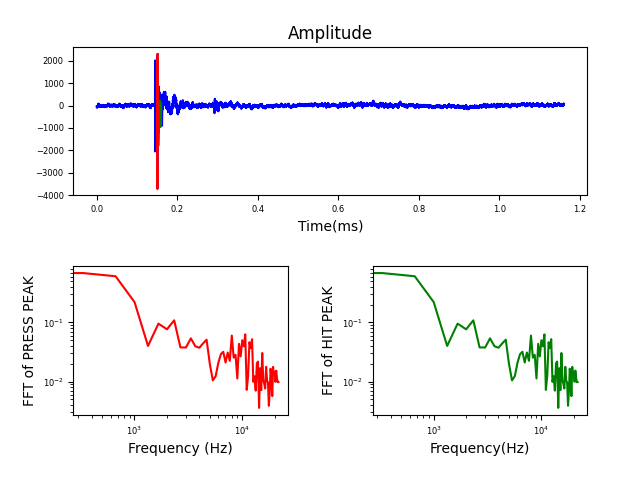 Amplitude
2000
1000
0
−1000
−2000
−3000
−4000
0.0 0.2 0.4 0.6 0.8 1.0 1.2
Time(ms)
FFT of PRESS PEAK
10⁻¹
10⁻²
10³ 10⁴
Frequency (Hz)
FFT of HIT PEAK
10⁻¹
10⁻²
10³ 10⁴
Frequency(Hz)